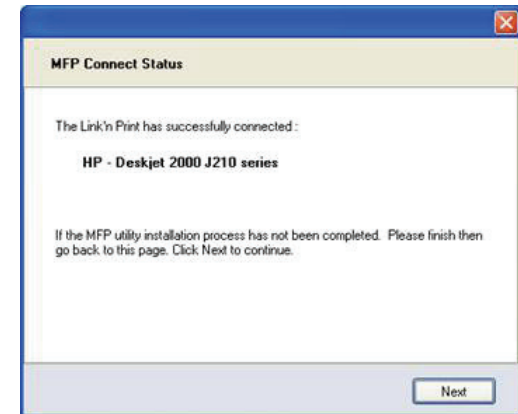 MFP Connect Status
The Link'n Print has successfully connected :
HP - Deskjet 2000 J210 series
If the MFP utility installation process has not been completed.  Please finish then
go back to this page. Click Next to continue.
Next